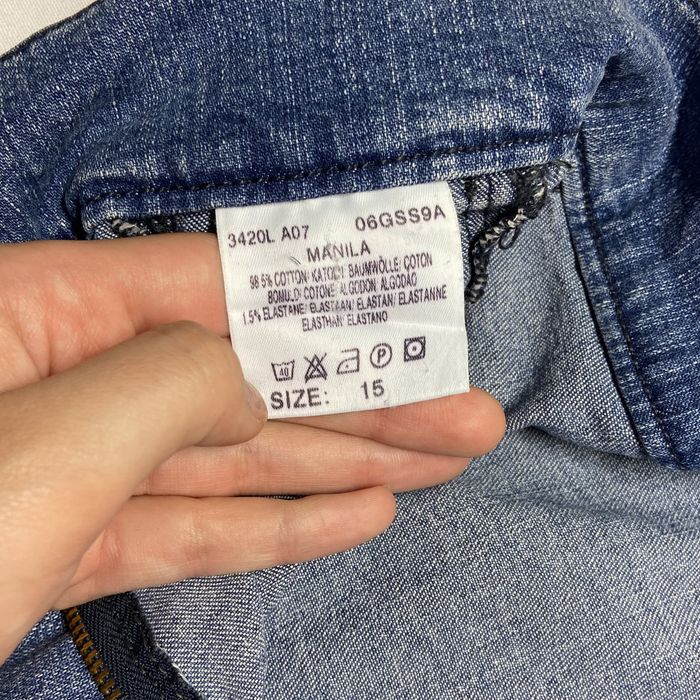 3420L A07 06GSS9A
MANILA
98 5% COTTON: KATOEN: BAUMWOLLE: COTON
BOMULD: COTONE: ALGODON: ALGODAO
1.5% ELASTANE: ELASTAAN: ELASTAN: ELASTANNE
ELASTHAN: ELASTANO
40 P
SIZE: 15